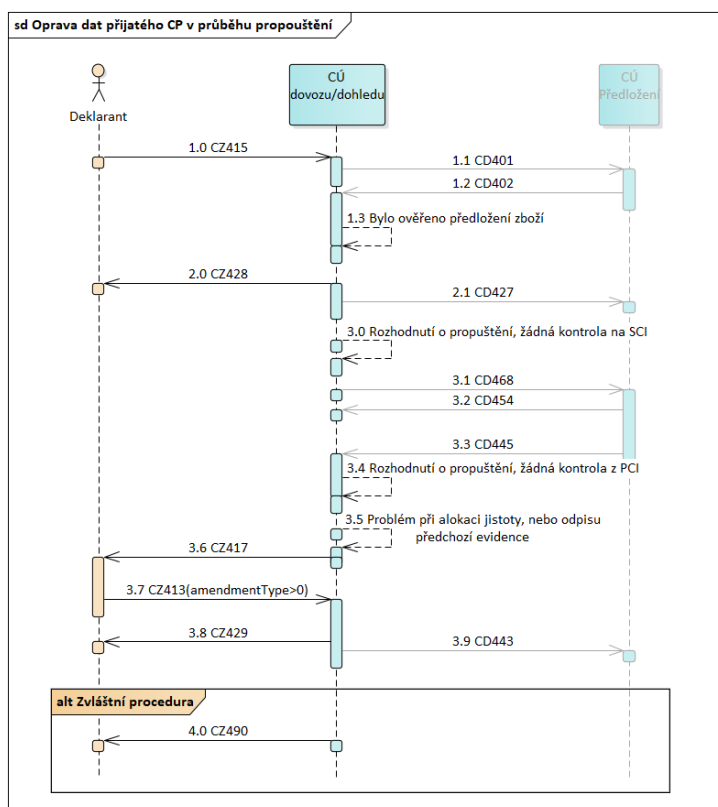 sd Oprava dat přijatého CP v průběhu propouštění
Deklarant
CÚ
dovozu/dohledu
CÚ
Předložení
1.0 CZ415
1.1 CD401
1.2 CD402
1.3 Bylo ověřeno předložení zboží
2.0 CZ428
2.1 CD427
3.0 Rozhodnutí o propuštění, žádná kontrola na SCI
3.1 CD468
3.2 CD454
3.3 CD445
3.4 Rozhodnutí o propuštění, žádná kontrola z PCI
3.5 Problém při alokaci jistoty, nebo odpisu
předchozí evidence
3.6 CZ417
3.7 CZ413(amendmentType>0)
3.8 CZ429
3.9 CD443
alt Zvláštní procedura
4.0 CZ490